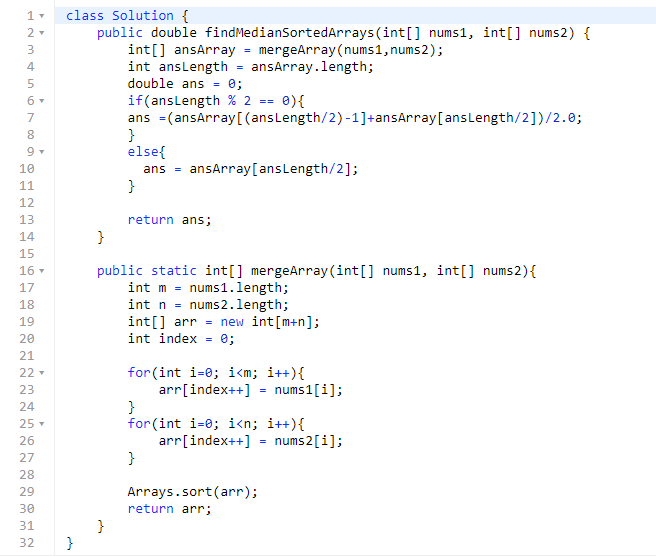 1 class Solution {
2 public double findMedianSortedArrays(int[] nums1, int[] nums2) {
3 int[] ansArray = mergeArray(nums1,nums2);
4 int ansLength = ansArray.length;
5 double ans = 0;
6 if(ansLength % 2 == 0){
7 ans =(ansArray[(ansLength/2)-1]+ansArray[ansLength/2])/2.0;
8 }
9 else{
10 ans = ansArray[ansLength/2];
11 }
12
13 return ans;
14 }
15
16 public static int[] mergeArray(int[] nums1, int[] nums2){
17 int m = nums1.length;
18 int n = nums2.length;
19 int[] arr = new int[m+n];
20 int index = 0;
21
22 for(int i=0; i<m; i++){
23 arr[index++] = nums1[i];
24 }
25 for(int i=0; i<n; i++){
26 arr[index++] = nums2[i];
27 }
28
29 Arrays.sort(arr);
30 return arr;
31 }
32 }